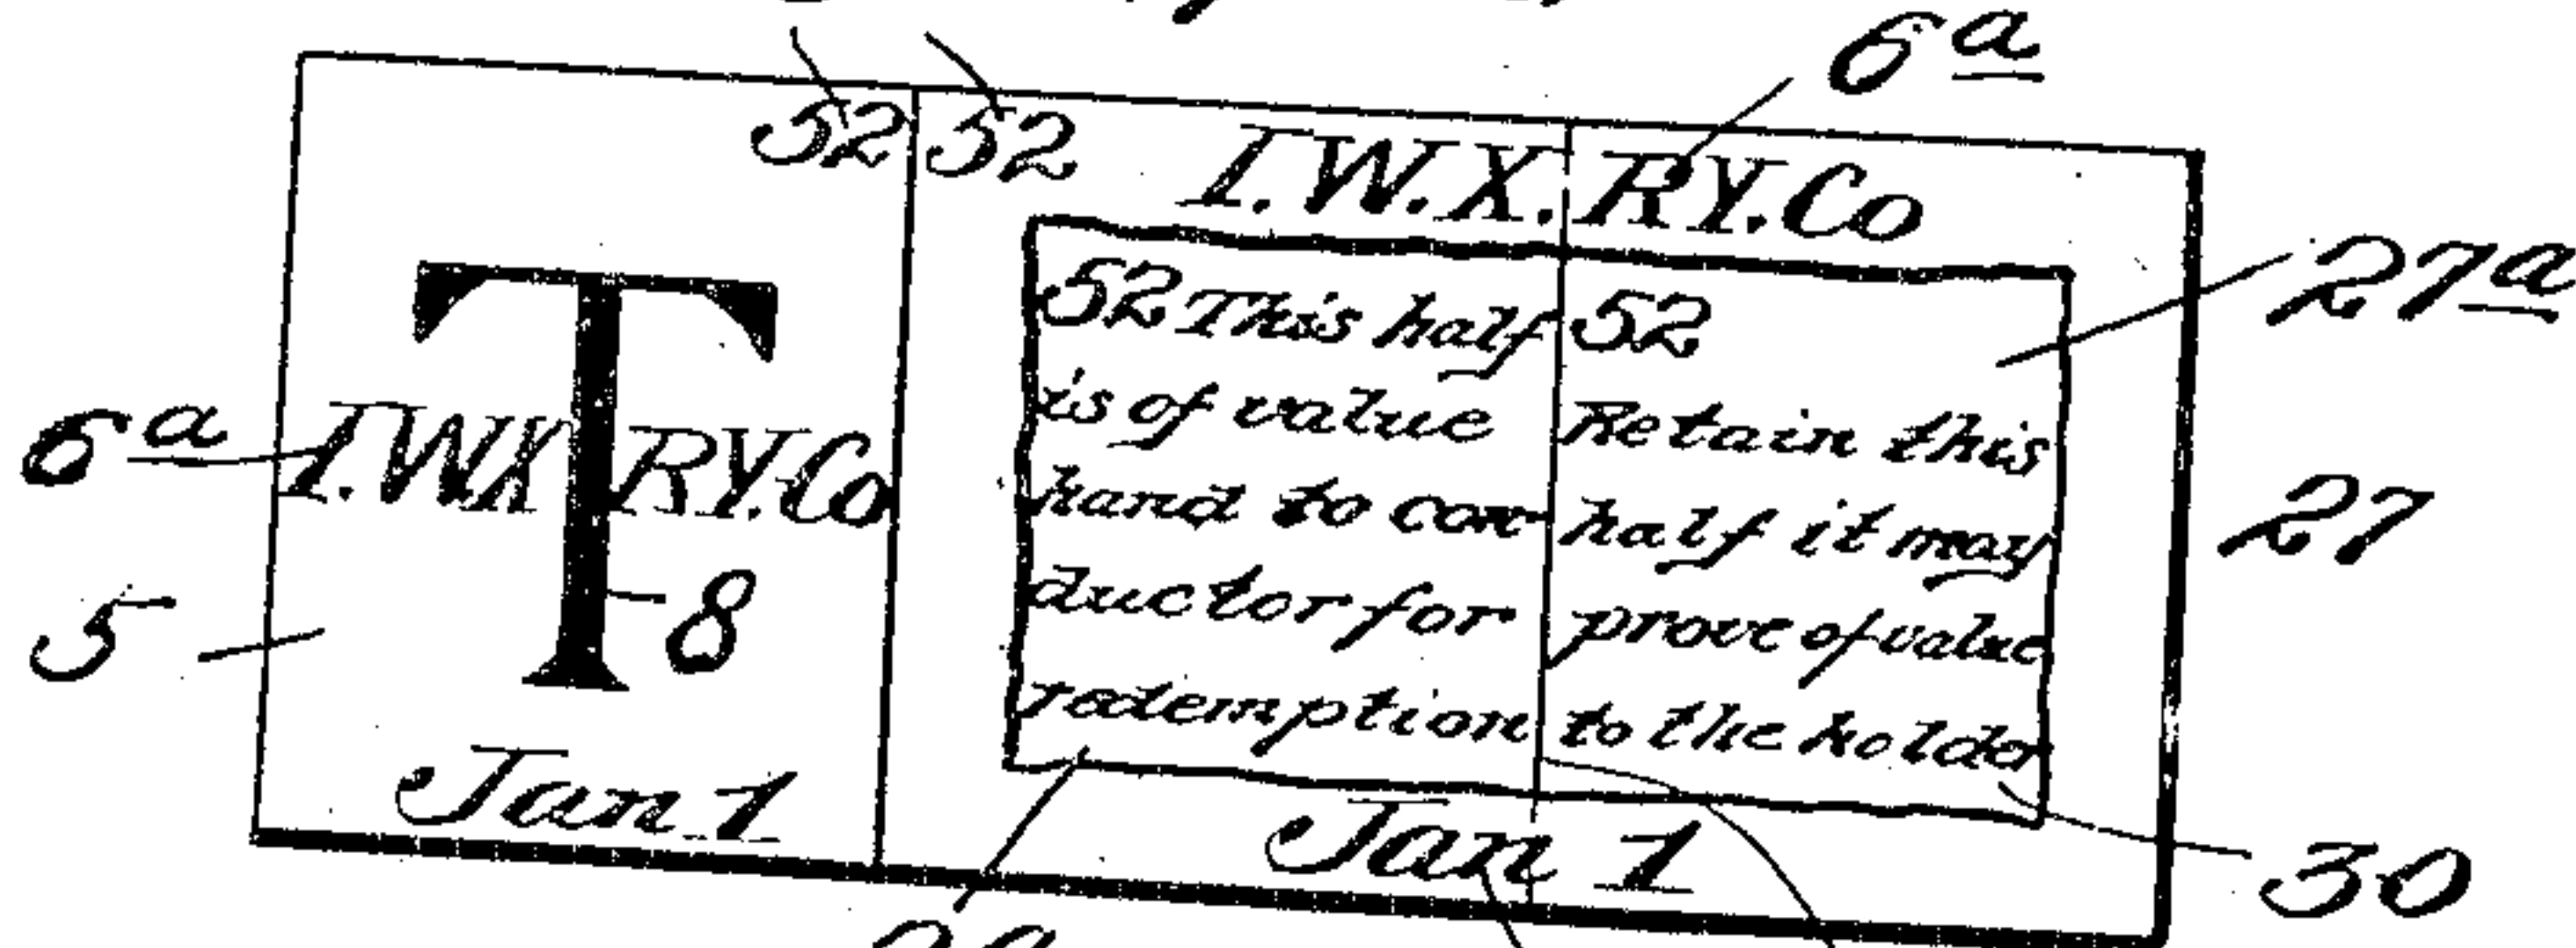 6a
52 52
I.W.X. RY. Co
27a
52 This half
is of value
hand to con
ductor for
redemption
52
Retain this
half it may
prove of value
to the holder
6a
I.W.X RY. Co
T
27
5
8
Jan 1
Jan 1
30